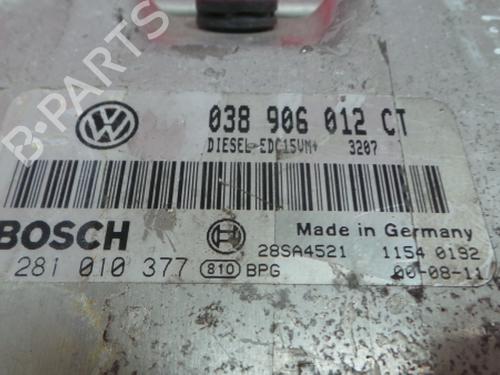 B-PARTS
038 906 012 CT
DIESEL-EDC15VM+ 3207
BOSCH
Made in Germany
28SA4521 1154 0192
281 010 377 810 BPG 00-08-11